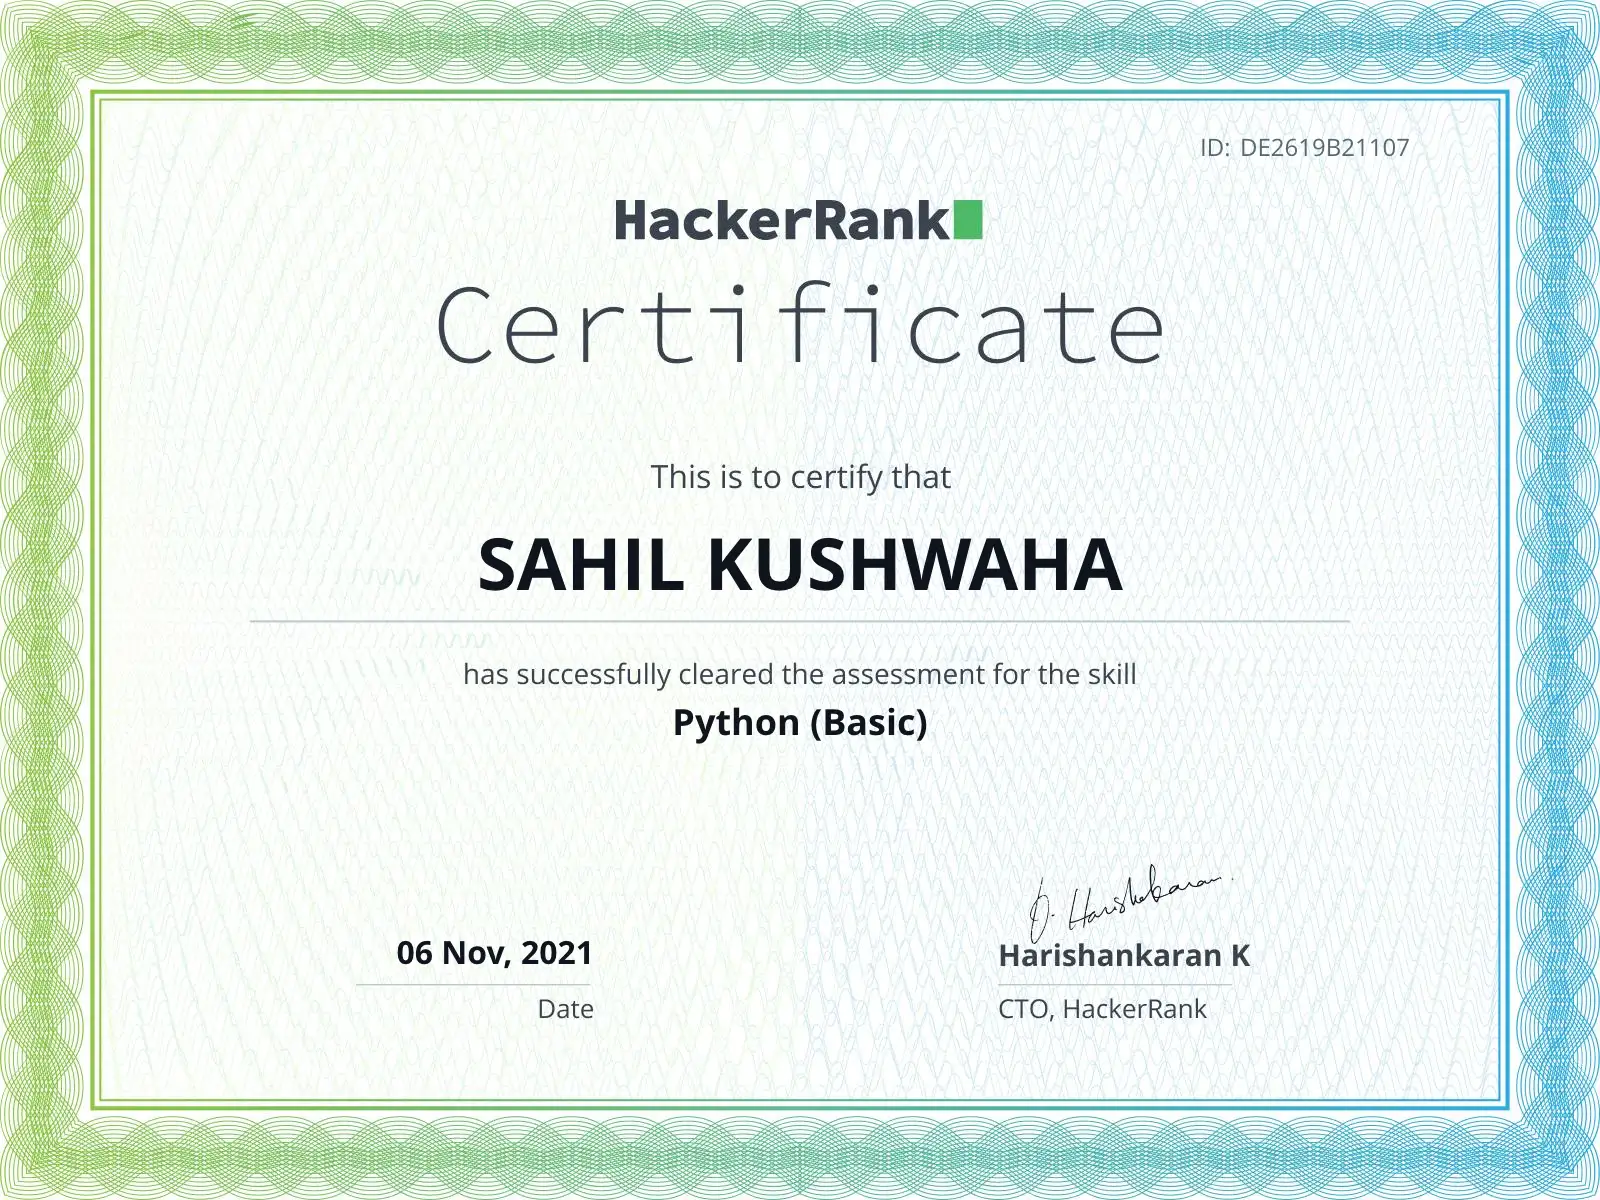 ID: DE2619B21107
HackerRank
Certificate
This is to certify that
SAHIL KUSHWAHA
has successfully cleared the assessment for the skill
Python (Basic)
06 Nov, 2021
Date
Harishankaran K
CTO, HackerRank